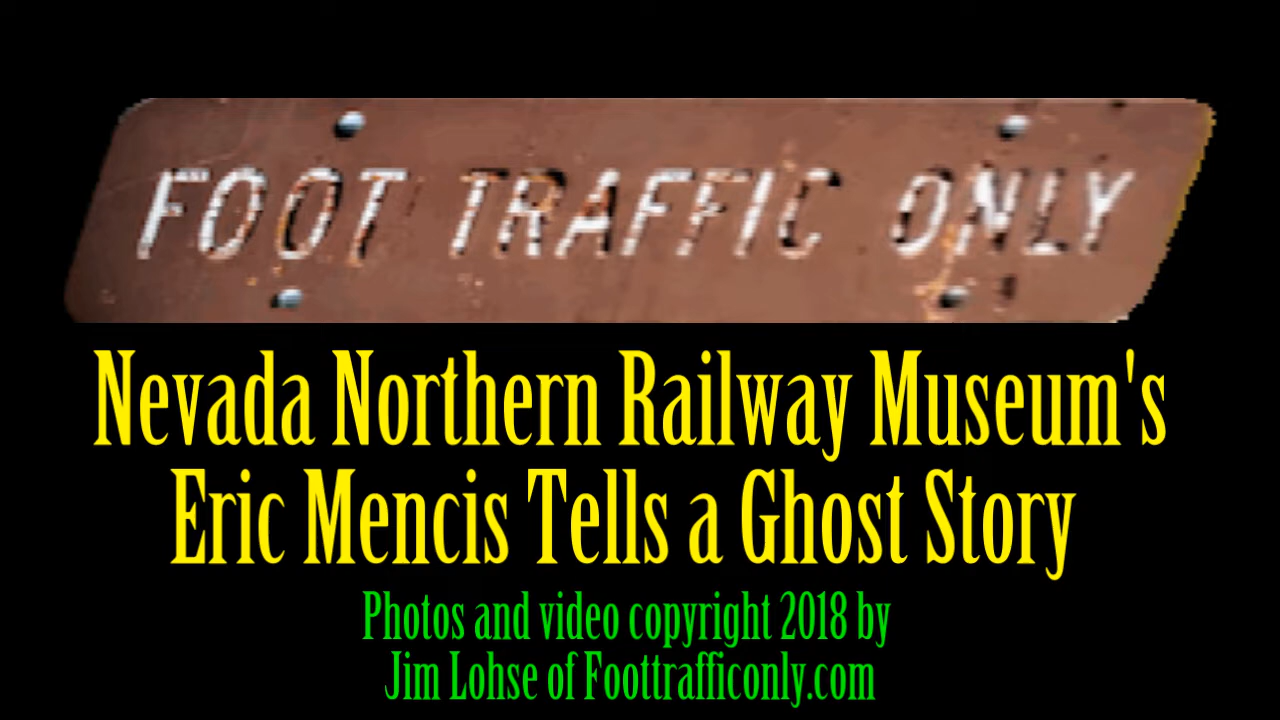 FOOT TRAFFIC ONLY
Nevada Northern Railway Museum's
Eric Mencis Tells a Ghost Story
Photos and video copyright 2018 by
Jim Lohse of Foottrafficonly.com